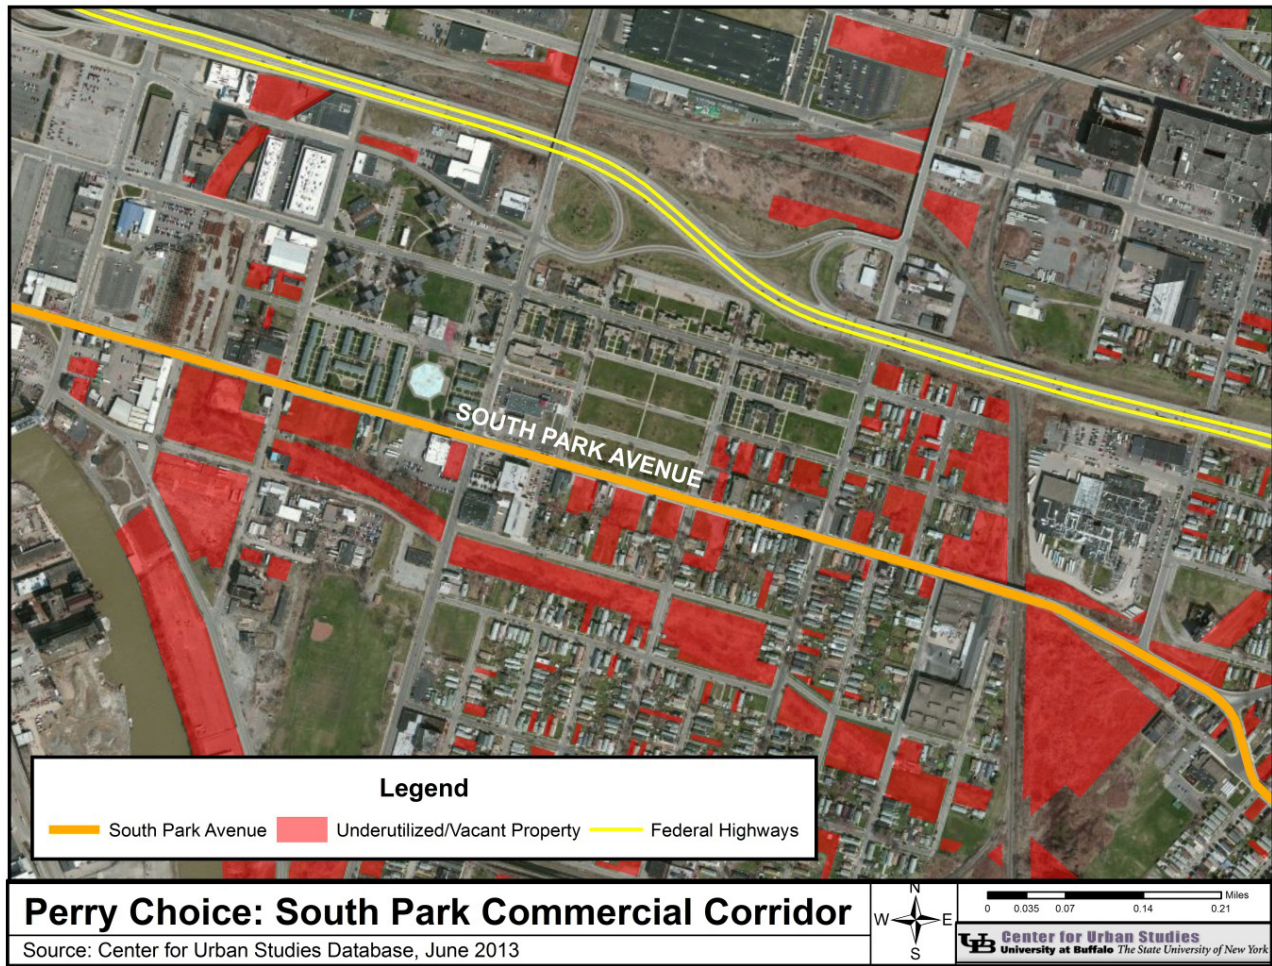 SOUTH PARK AVENUE
Legend
South Park Avenue
Underutilized/Vacant Property
Federal Highways
Perry Choice: South Park Commercial Corridor
Source: Center for Urban Studies Database, June 2013
N
W E
S
Miles
0 0.035 0.07 0.14 0.21
UB Center for Urban Studies
University at Buffalo The State University of New York